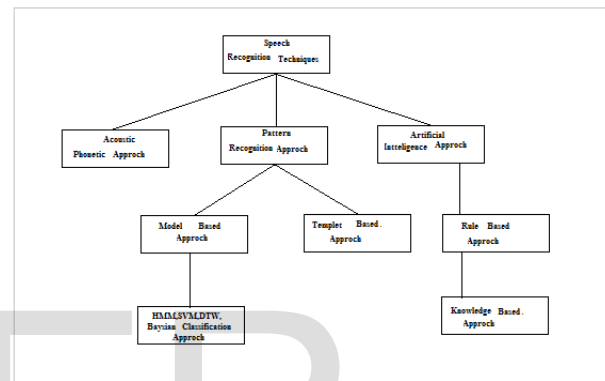 Speech
Recognition Techniques
Acoustic
Phonetic Approch
Pattern
Recognition Approch
Artificial
Intteligence Approch
Model Based
Approch
Templet Based.
Approch
Rule Based
Approch
HMM,SVM,DTW,
Baysian Classification
Approch
Knowledge Based.
Approch